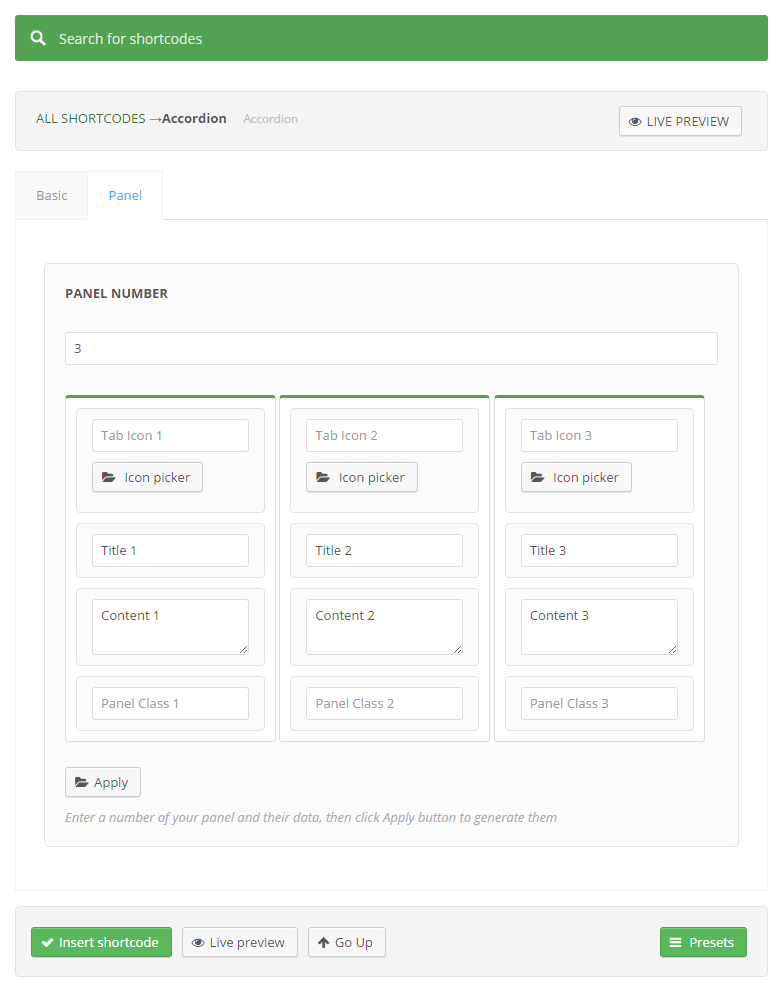 Search for shortcodes
ALL SHORTCODES →Accordion Accordion LIVE PREVIEW
Basic Panel
PANEL NUMBER
3
Tab Icon 1 Tab Icon 2 Tab Icon 3
Icon picker Icon picker Icon picker
Title 1 Title 2 Title 3
Content 1 Content 2 Content 3
Panel Class 1 Panel Class 2 Panel Class 3
Apply
Enter a number of your panel and their data, then click Apply button to generate them
Insert shortcode Live preview Go Up Presets